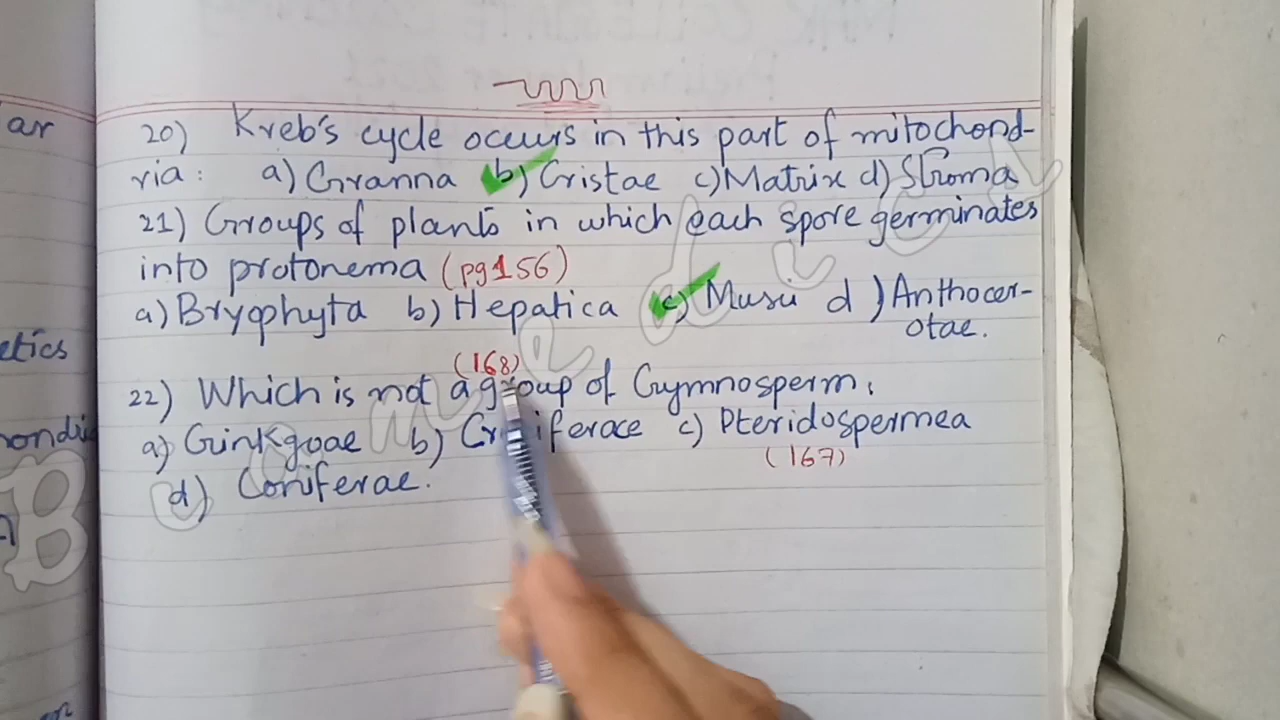 ar
20) Kreb's cycle occurs in this part of mitochond-
ria: a) Granna b) Cristae c) Matrix d) Stroma
21) Groups of plants in which each spore germinates
into protonema (pg 156)
a) Bryophyta b) Hepatica c) Musci d) Anthocer-
otae.
etics
(168)
22) Which is not a group of Gymnosperm:
a) Ginkgoae b) c) Pteridospermea
(167)
d) Coniferae.